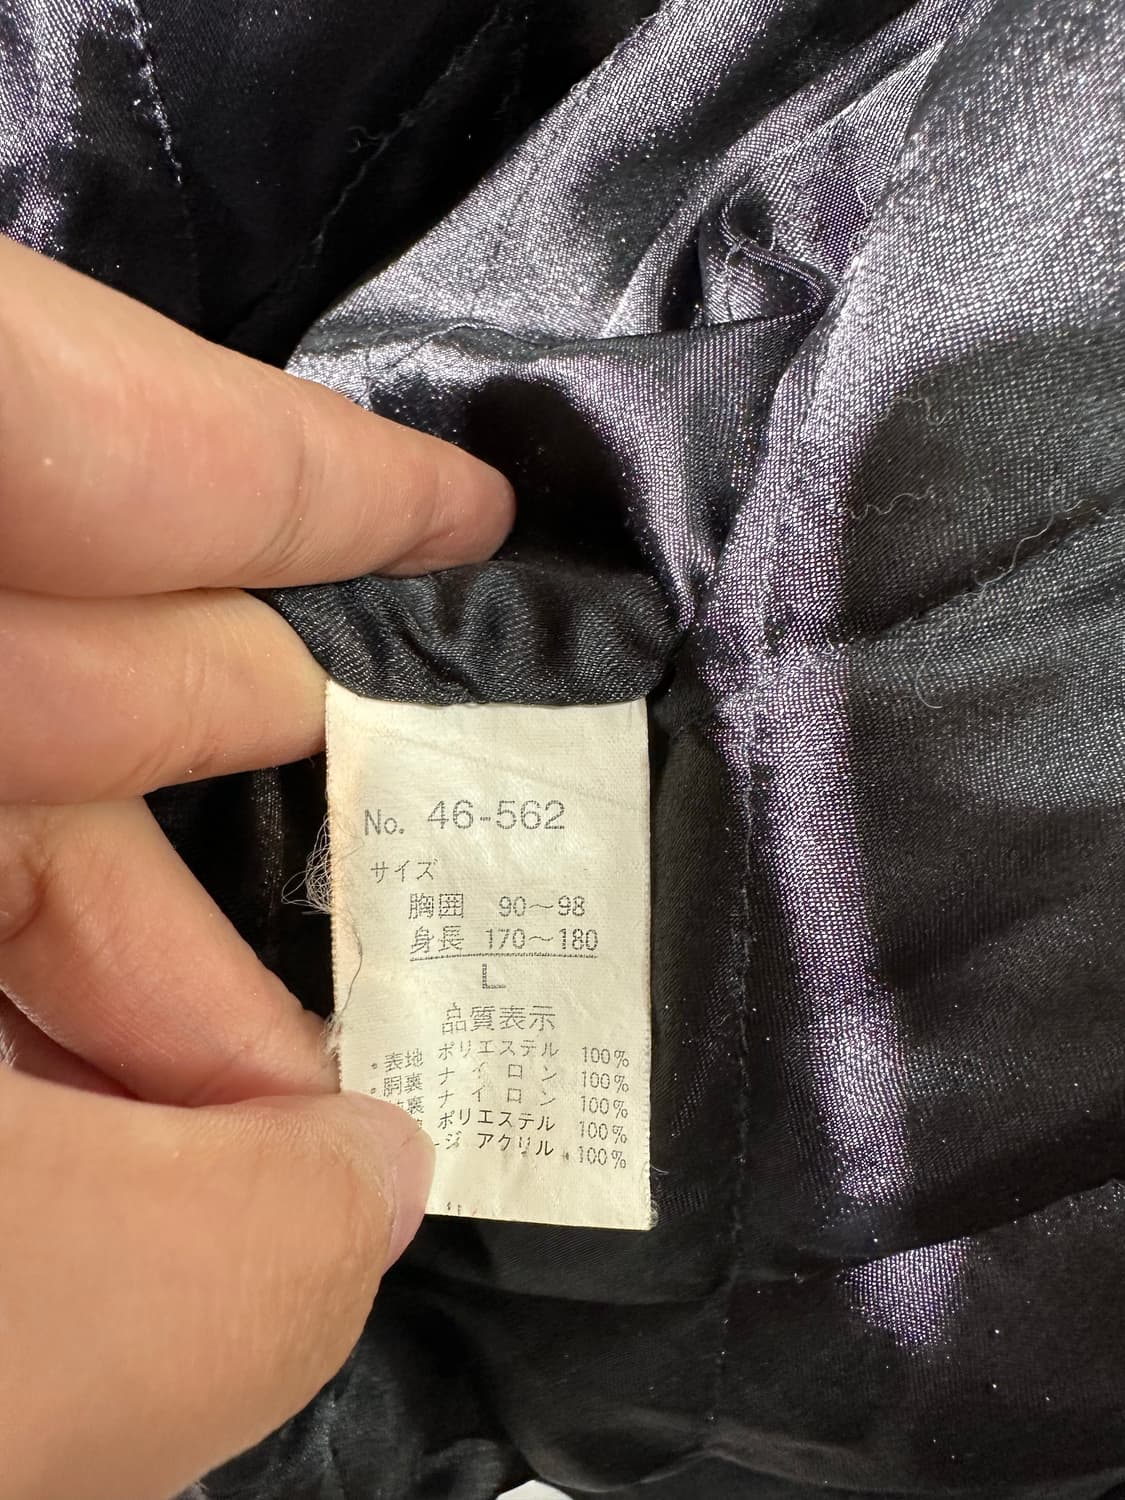 No. 46-562
サイズ
胸囲 90～98
身長 170～180
L
品質表示
・表地 ポリエステル 100%
・胴裏 ナイロン 100%
裏 ナイロン 100%
ポリエステル 100%
アクリル 100%